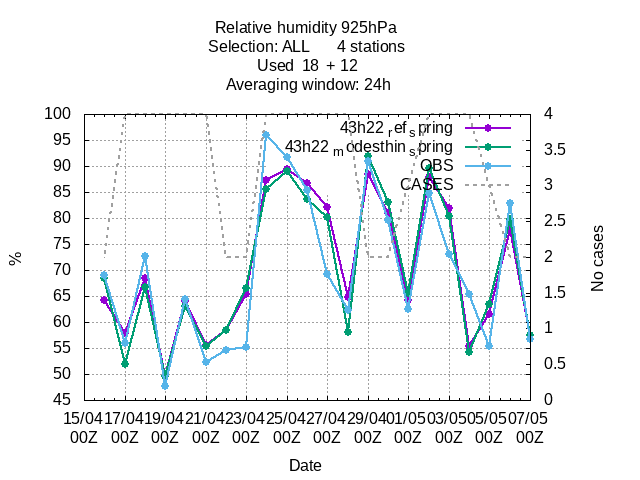 Relative humidity 925hPa
Selection: ALL 4 stations
Used 18 + 12
Averaging window: 24h
43h22 refspring
43h22 modesthinspring
OBS
CASES
100
95
90
85
80
75
70
65
60
55
50
45
4
3.5
3
2.5
2
1.5
1
0.5
0
%
No cases
15/04 17/04 19/04 21/04 23/04 25/04 27/04 29/04 01/05 03/05 05/05 07/05
00Z 00Z 00Z 00Z 00Z 00Z 00Z 00Z 00Z 00Z 00Z 00Z
Date